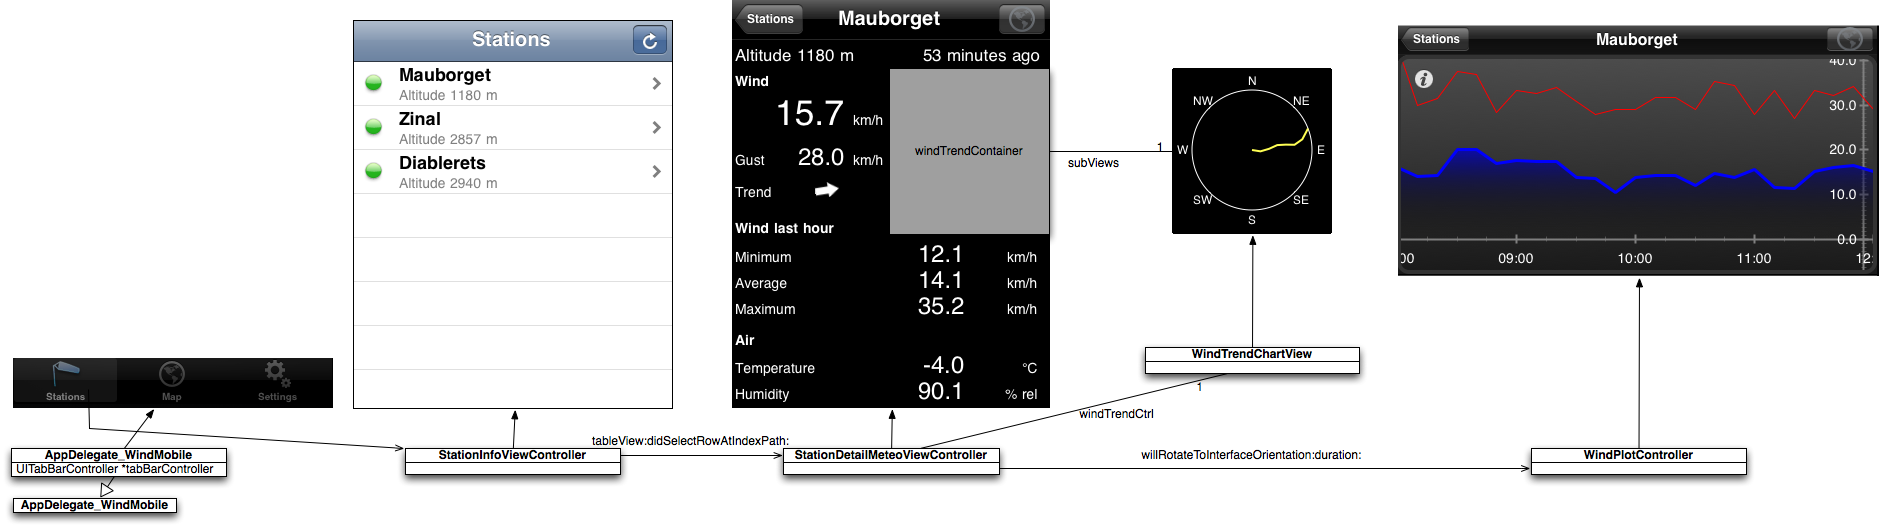 Stations
Map
Settings
AppDelegate_WindMobile
UITabBarController *tabBarController
AppDelegate_WindMobile
Stations
Mauborget
Altitude 1180 m
Zinal
Altitude 2857 m
Diablerets
Altitude 2940 m
StationInfoViewController
tableView:didSelectRowAtIndexPath:
Stations
Mauborget
Altitude 1180 m 53 minutes ago
Wind
15.7 km/h
Gust 28.0 km/h
Trend
windTrendContainer
Wind last hour
Minimum 12.1 km/h
Average 14.1 km/h
Maximum 35.2 km/h
Air
Temperature -4.0 °C
Humidity 90.1 % rel
StationDetailMeteoViewController
subViews
1
N
NW NE
W E
SW SE
S
WindTrendChartView
1
windTrendCtrl
willRotateToInterfaceOrientation:duration:
Stations
Mauborget
i
40.0
30.0
20.0
10.0
0.0
00 09:00 10:00 11:00 12:
WindPlotController